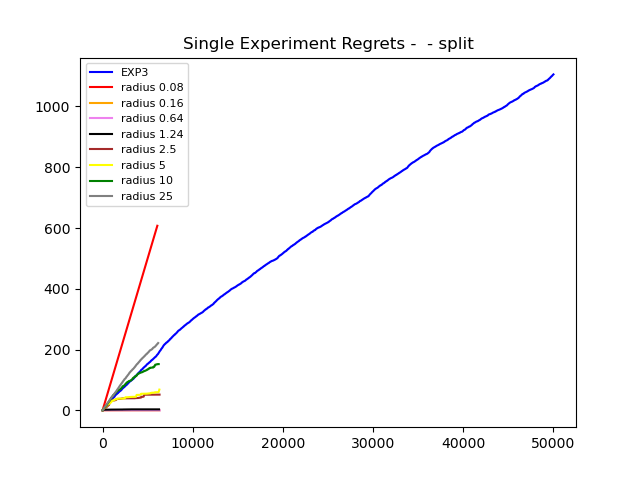 Single Experiment Regrets -  - split
EXP3
radius 0.08
radius 0.16
radius 0.64
radius 1.24
radius 2.5
radius 5
radius 10
radius 25
1000
800
600
400
200
0
0 10000 20000 30000 40000 50000